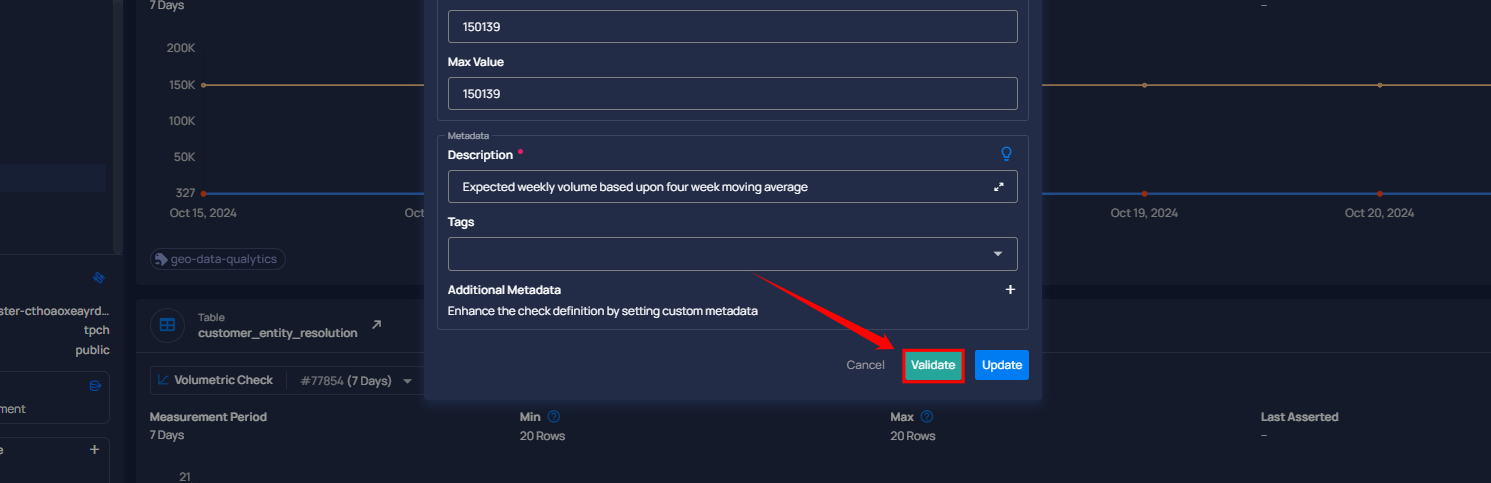 7 Days
–
200K
150K
100K
50K
327
Oct 15, 2024
Oct
Oct 19, 2024
Oct 20, 2024
geo-data-qualytics
ster-cthoaoxeayrd...
tpch
public
ment
e +
150139
Max Value
150139
Metadata
Description *
Expected weekly volume based upon four week moving average
Tags
Additional Metadata +
Enhance the check definition by setting custom metadata
Cancel Validate Update
Table
customer_entity_resolution
Volumetric Check #77854 (7 Days)
Measurement Period Min Max Last Asserted
7 Days 20 Rows 20 Rows –
21